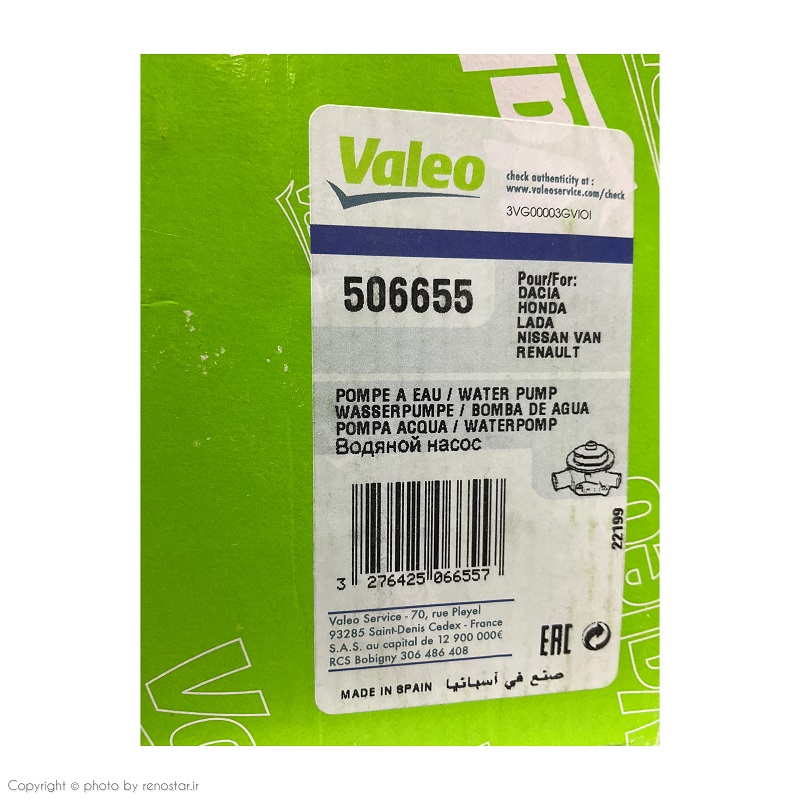 Valeo
check authenticity at :
www.valeoservice.com/check
3VG00003GVIOI
506655
Pour/For:
DACIA
HONDA
LADA
NISSAN VAN
RENAULT
POMPE A EAU / WATER PUMP
WASSERPUMPE / BOMBA DE AGUA
POMPA ACQUA / WATERPOMP
Водяной насос
22199
3 276425 066557
Valeo Service - 70, rue Pleyel
93285 Saint-Denis Cedex - France
S.A.S. au capital de 12 900 000€
RCS Bobigny 306 486 408
EAC
MADE IN SPAIN صنع في أسبانيا
renostar.ir
Copyright © photo by renostar.ir